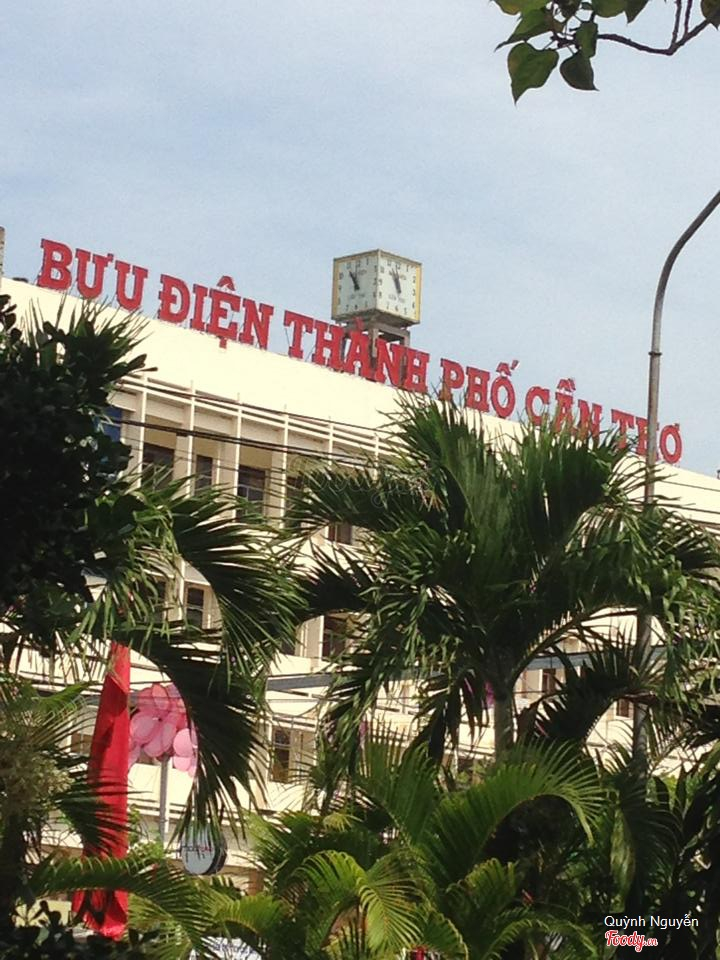 BƯU ĐIỆN THÀNH PHỐ CẦN THƠ
Quỳnh Nguyễn
Foody.vn